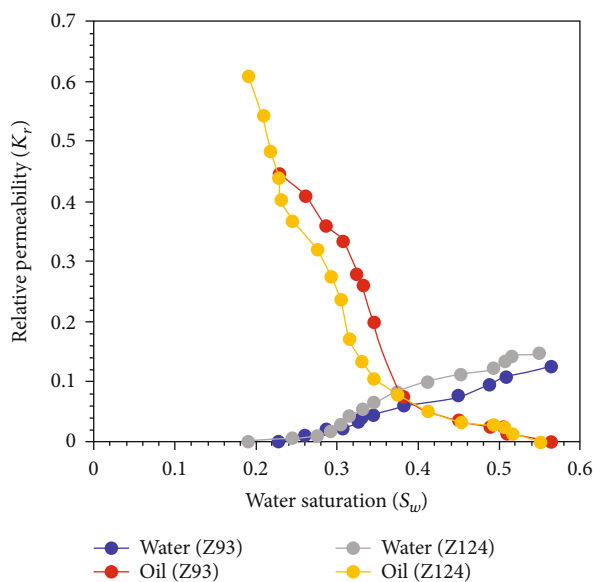 Relative permeability (Kr)
0.7
0.6
0.5
0.4
0.3
0.2
0.1
0
0 0.1 0.2 0.3 0.4 0.5 0.6
Water saturation (Sw)
Water (Z93) Water (Z124)
Oil (Z93) Oil (Z124)